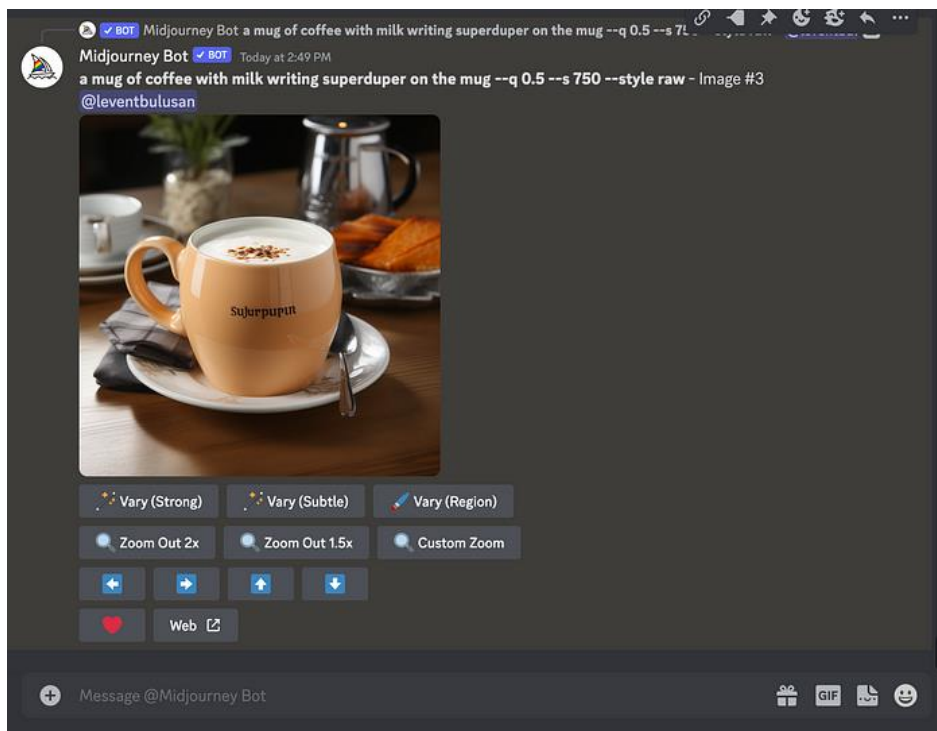 BOT Midjourney Bot a mug of coffee with milk writing superduper on the mug --q 0.5 --s
Midjourney Bot BOT Today at 2:49 PM
a mug of coffee with milk writing superduper on the mug --q 0.5 --s 750 --style raw - Image #3
@leventbulusan
Vary (Strong) Vary (Subtle) Vary (Region)
Zoom Out 2x Zoom Out 1.5x Custom Zoom
Web
Message @Midjourney Bot GIF